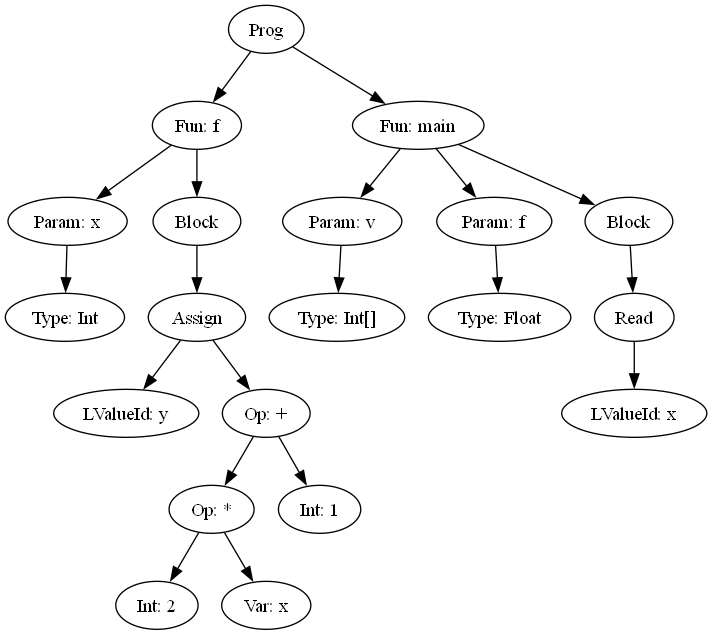 Prog
Fun: f
Fun: main
Param: x
Block
Param: v
Param: f
Block
Type: Int
Assign
Type: Int[]
Type: Float
Read
LValueId: y
Op: +
LValueId: x
Op: *
Int: 1
Int: 2
Var: x